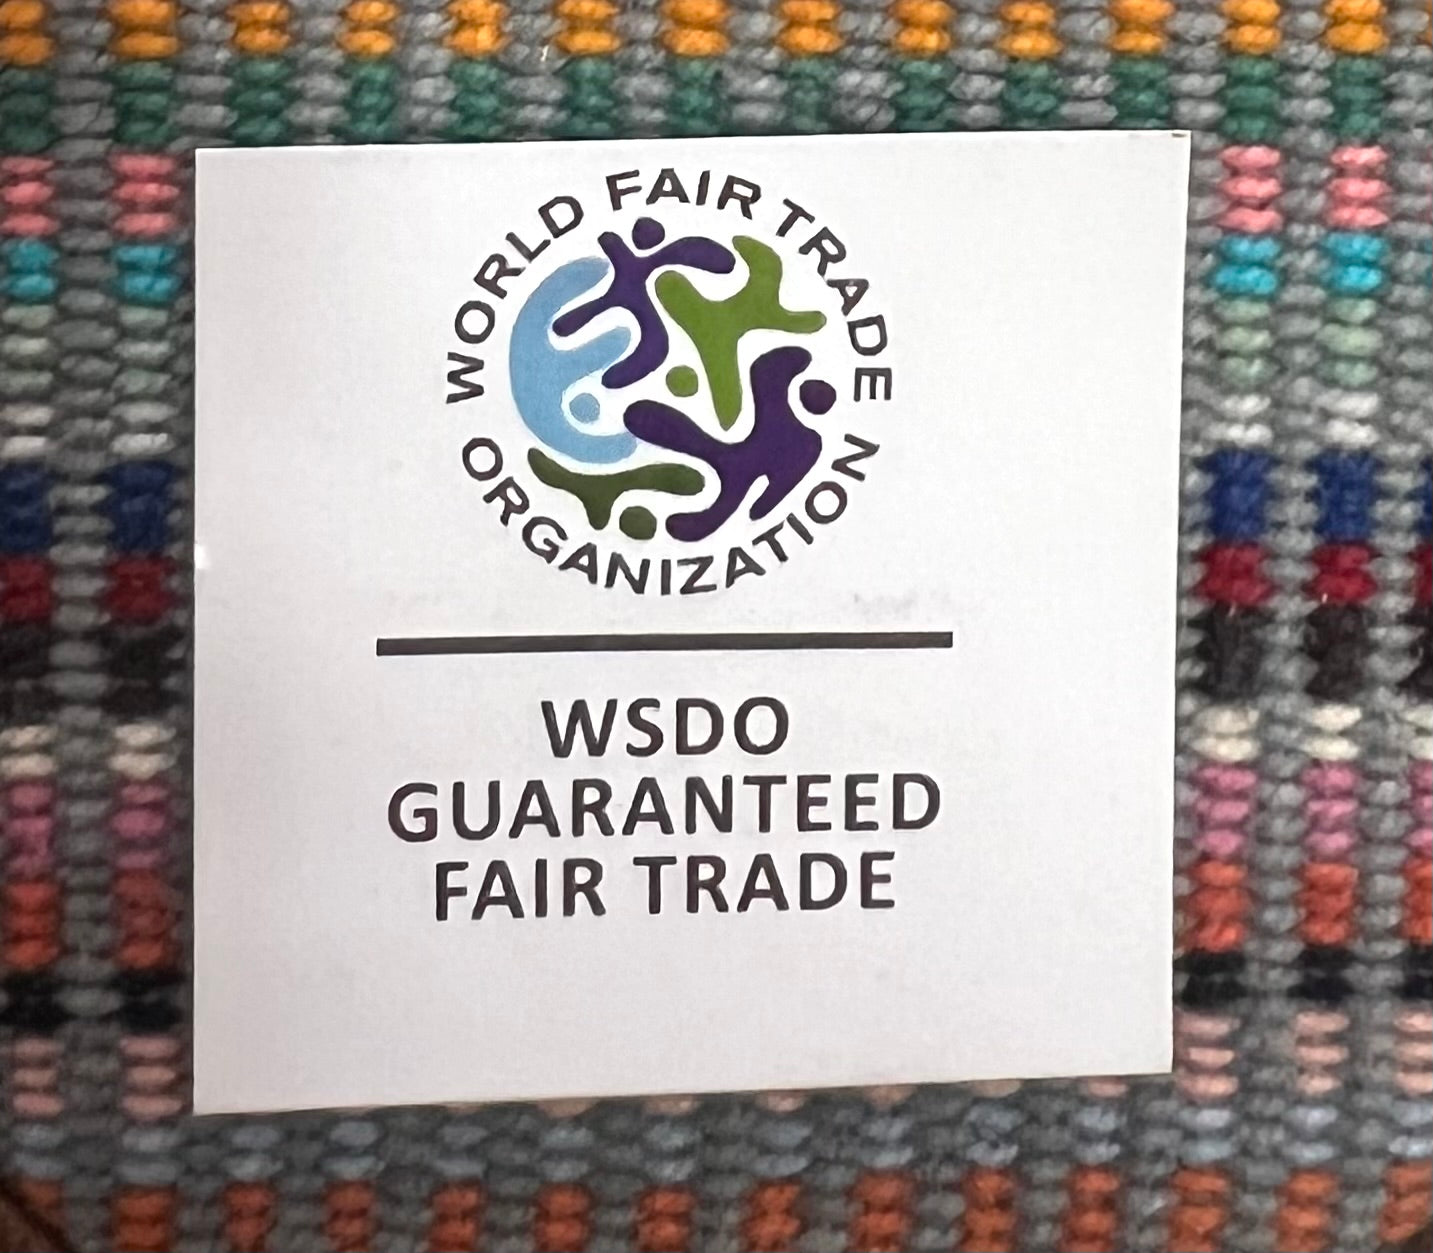 WORLD FAIR TRADE
ORGANIZATION
WSDO
GUARANTEED
FAIR TRADE